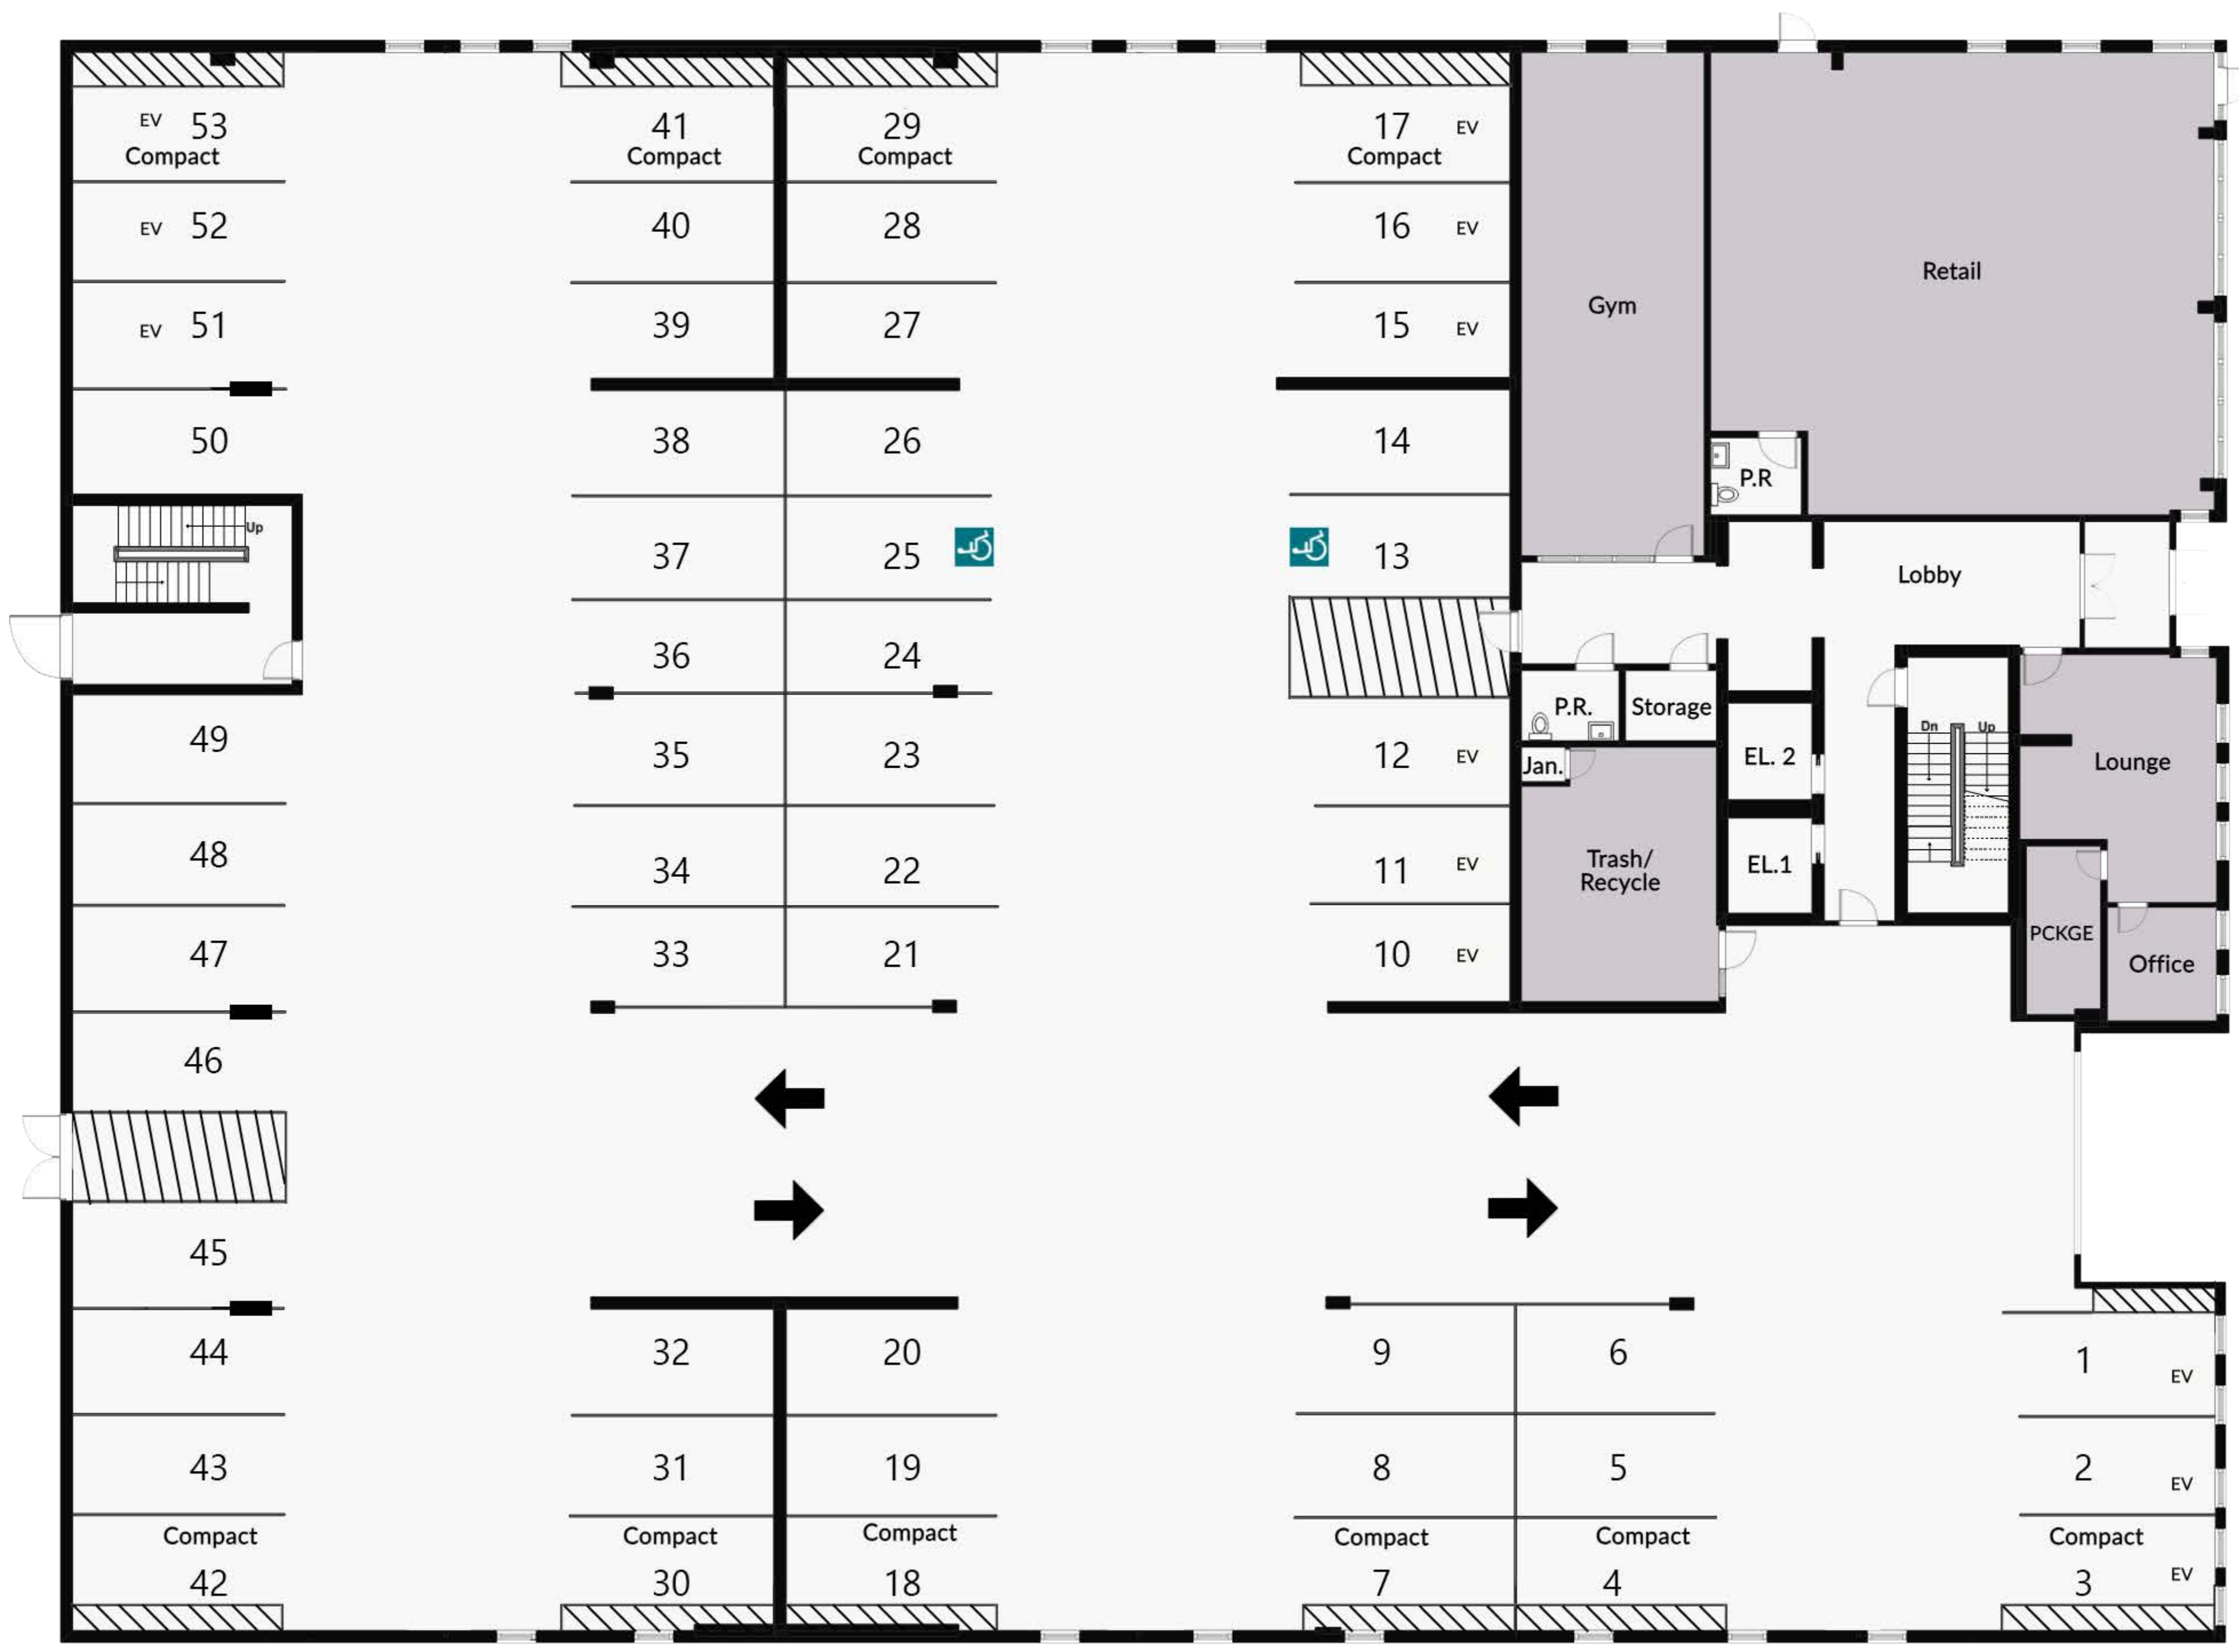 EV 53
Compact
41
Compact
29
Compact
17 EV
Compact
EV 52
40
28
16 EV
EV 51
39
27
15 EV
Gym
Retail
50
38
26
14
P.R
Up
37
25
13
Lobby
36
24
P.R.
Storage
49
35
23
12 EV
Jan.
EL. 2
Dn
Up
Lounge
48
34
22
11 EV
Trash/
Recycle
EL.1
47
33
21
10 EV
PCKGE
Office
46
45
44
32
20
9
6
1
EV
43
31
19
8
5
2
EV
Compact
42
Compact
30
Compact
18
Compact
7
Compact
4
Compact
3 EV